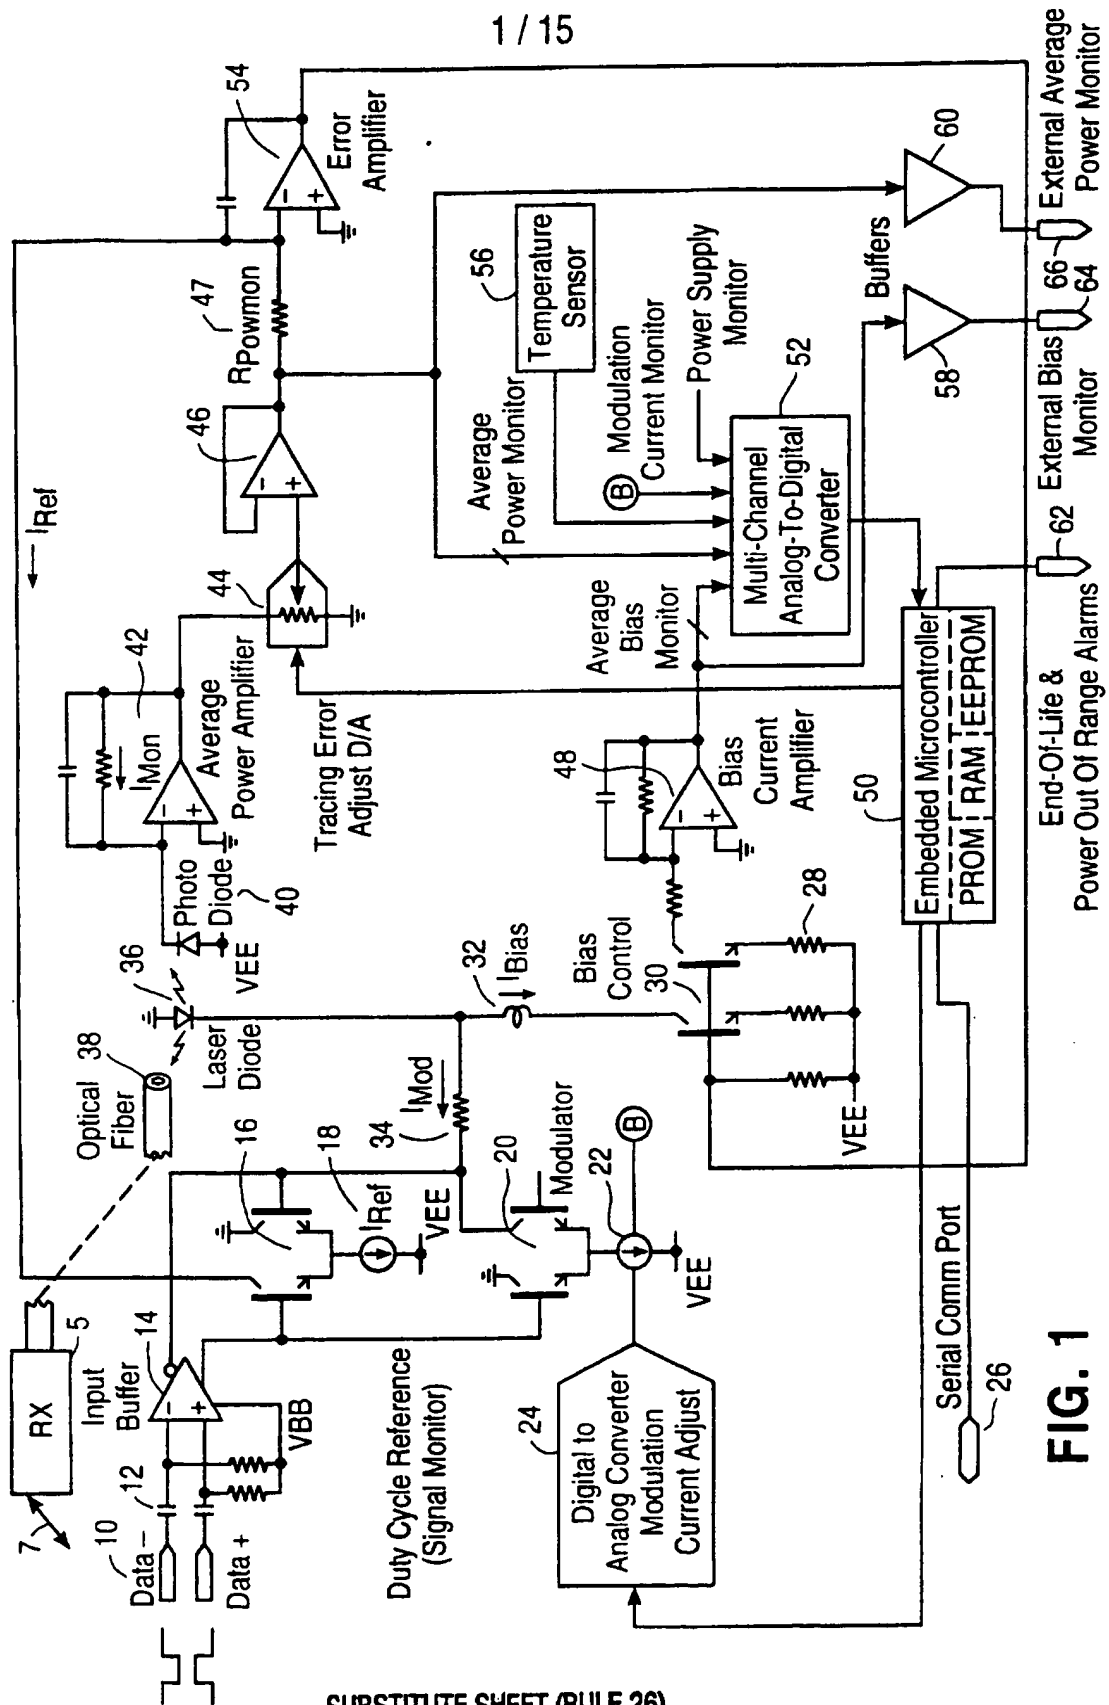 1 / 15
RX
5
7
10
Data –
Data +
12
Input
Buffer
14
VBB
Optical
Fiber
38
36
Laser
Diode
Photo
Diode
40
VEE
IMon
42
Average
Power Amplifier
Tracing Error
Adjust D/A
44
IRef
46
RPowmon
47
54
Error
Amplifier
Duty Cycle Reference
(Signal Monitor)
16
18
IRef
VEE
34
IMod
32
IBias
20
Modulator
22
B
VEE
24
Digital to
Analog Converter
Modulation
Current Adjust
Bias
Control
30
28
VEE
48
Bias
Current
Amplifier
Average
Bias
Monitor
Average
Power Monitor
56
Temperature
Sensor
B
Modulation
Current Monitor
Power Supply
Monitor
52
Multi-Channel
Analog-To-Digital
Converter
Buffers
58
60
50
Embedded Microcontroller
PROM RAM EEPROM
Serial Comm Port
26
End-Of-Life &
Power Out Of Range Alarms
62
External Bias
Monitor
64
External Average
Power Monitor
66
FIG. 1
SUBSTITUTE SHEET (RULE 26)